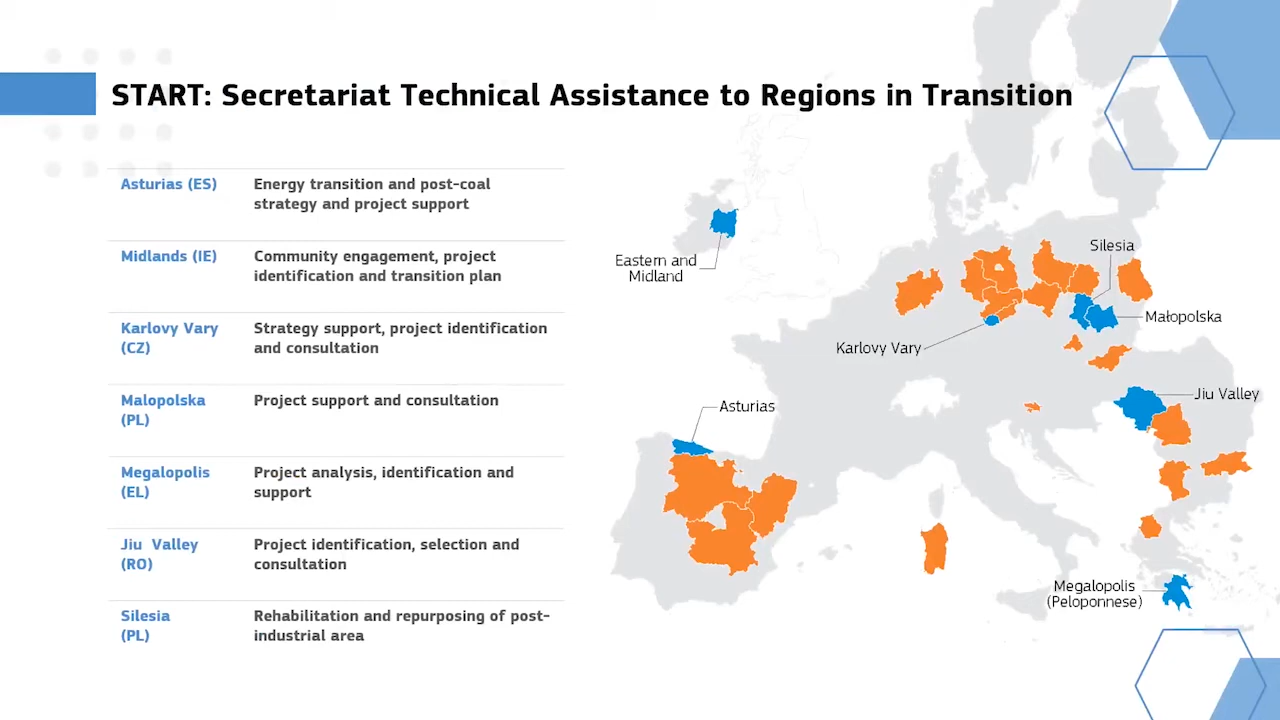 START: Secretariat Technical Assistance to Regions in Transition
Asturias (ES)
Energy transition and post-coal
strategy and project support
Midlands (IE)
Community engagement, project
identification and transition plan
Karlovy Vary
(CZ)
Strategy support, project identification
and consultation
Malopolska
(PL)
Project support and consultation
Megalopolis
(EL)
Project analysis, identification and
support
Jiu Valley
(RO)
Project identification, selection and
consultation
Silesia
(PL)
Rehabilitation and repurposing of post-
industrial area
Eastern and
Midland
Silesia
Małopolska
Karlovy Vary
Jiu Valley
Asturias
Megalopolis
(Peloponnese)